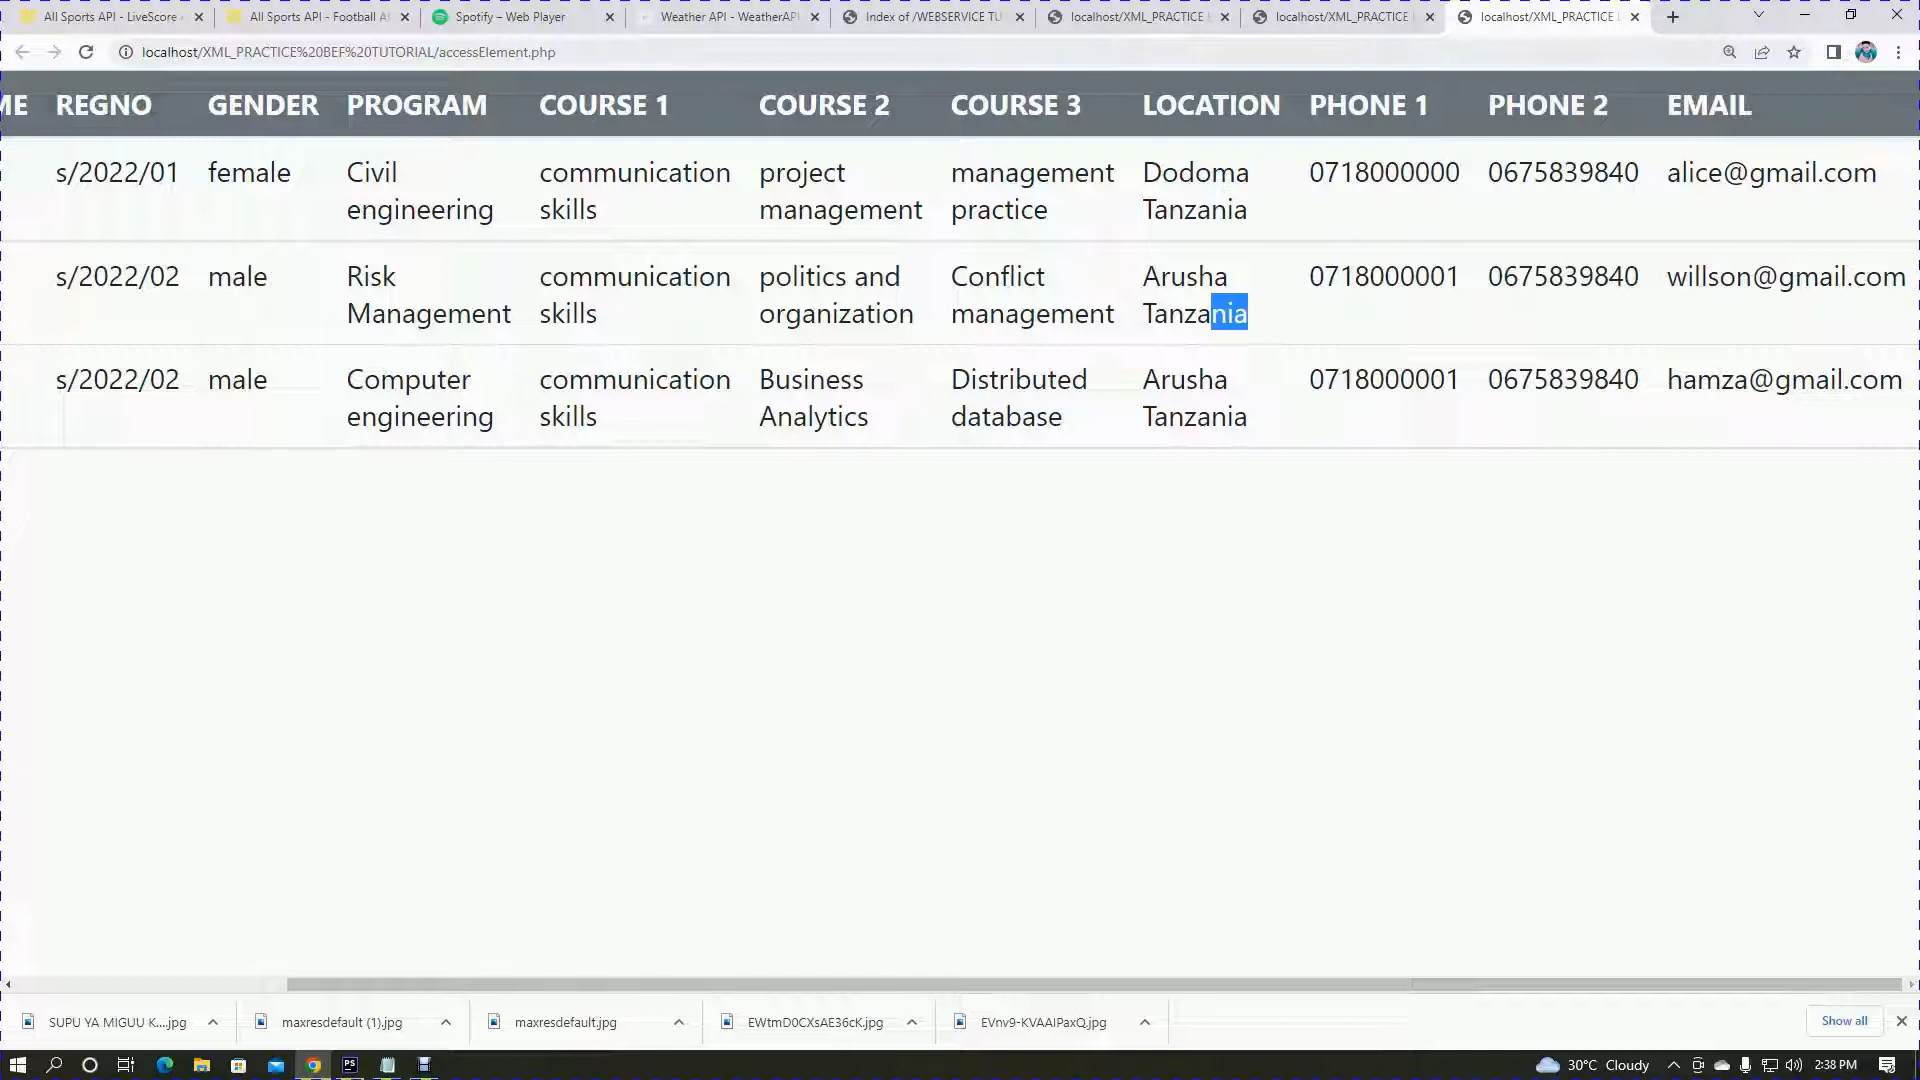 All Sports API - LiveScore All Sports API - Football A Spotify – Web Player Weather API - WeatherAPI Index of /WEBSERVICE TU localhost/XML_PRACTICE localhost/XML_PRACTICE localhost/XML_PRACTICE
localhost/XML_PRACTICE%20BEF%20TUTORIAL/accessElement.php
ME REGNO GENDER PROGRAM COURSE 1 COURSE 2 COURSE 3 LOCATION PHONE 1 PHONE 2 EMAIL
s/2022/01 female Civil communication project management Dodoma 0718000000 0675839840 alice@gmail.com
engineering skills management practice Tanzania
s/2022/02 male Risk communication politics and Conflict Arusha 0718000001 0675839840 willson@gmail.com
Management skills organization management Tanzania
s/2022/02 male Computer communication Business Distributed Arusha 0718000001 0675839840 hamza@gmail.com
engineering skills Analytics database Tanzania
SUPU YA MIGUU K....jpg maxresdefault (1).jpg maxresdefault.jpg EWtmD0CXsAE36cK.jpg EVnv9-KVAAIPaxQ.jpg Show all
PS 30°C Cloudy 2:38 PM